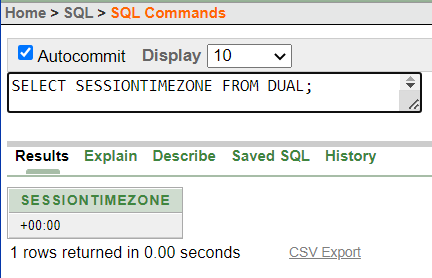 Home > SQL > SQL Commands
Autocommit Display 10
SELECT SESSIONTIMEZONE FROM DUAL;
Results Explain Describe Saved SQL History
SESSIONTIMEZONE
+00:00
1 rows returned in 0.00 seconds CSV Export